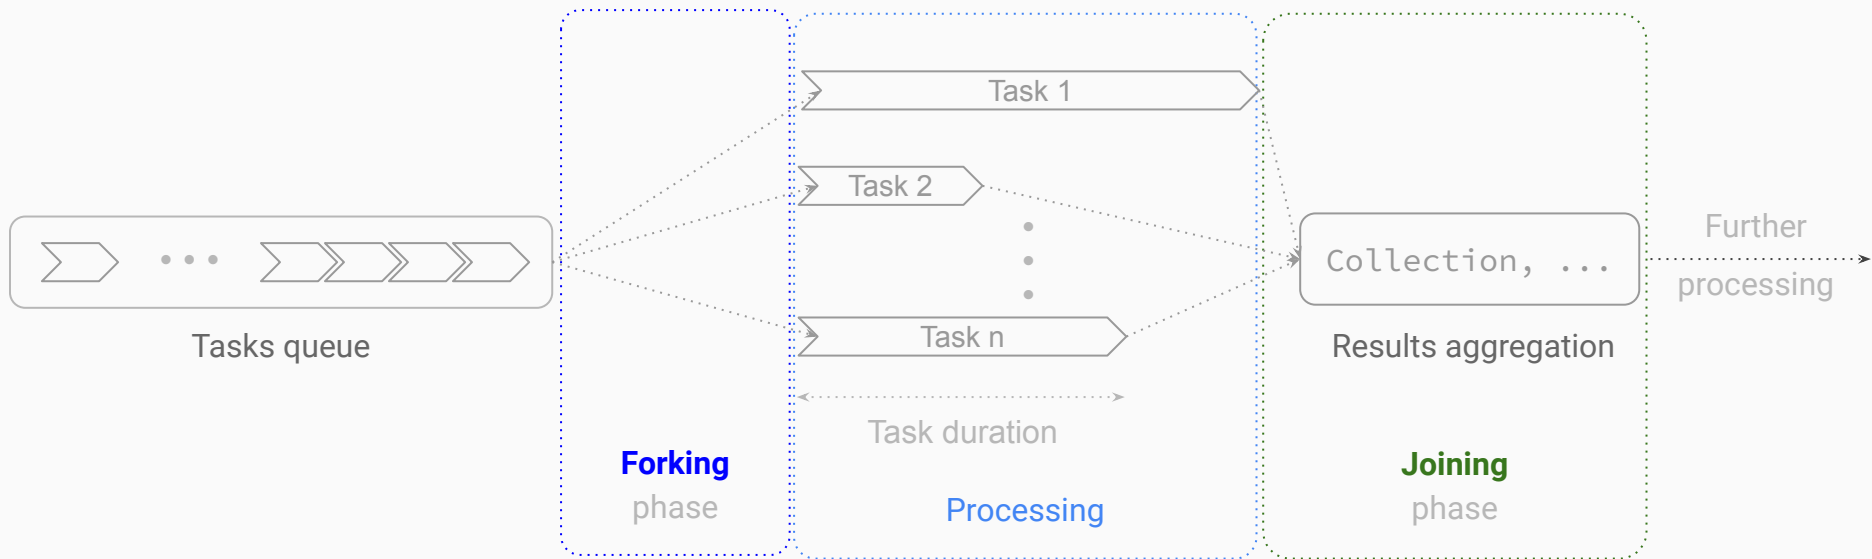 Tasks queue
Forking
phase
Task 1
Task 2
Task n
Task duration
Processing
Collection, ...
Results aggregation
Joining
phase
Further
processing